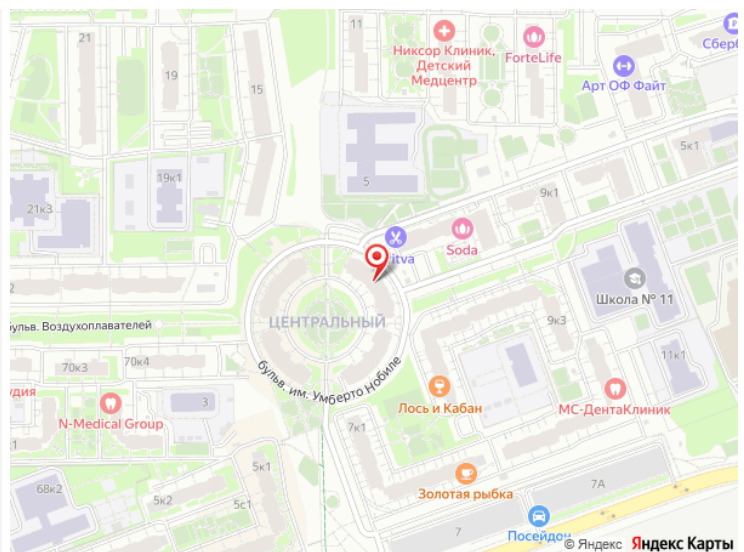 21
11
Никсор Клиник,
Детский
Медцентр
ForteLife
Сбер
19
15
Арт ОФ Файт
5к1
19к1
5
9к1
21к3
itva
Soda
2
Школа № 11
ЦЕНТРАЛЬНЫЙ
бульв. Воздухоплавателей
9к3
бульв. им. Умберто Нобиле
70к3
70к4
11к1
удия
3
N-Medical Group
Лось и Кабан
МС-ДентаКлиник
7к1
5к1
68к2
5к2
5с1
Золотая рыбка
7А
7
Посейдон
© Яндекс Яндекс Карты